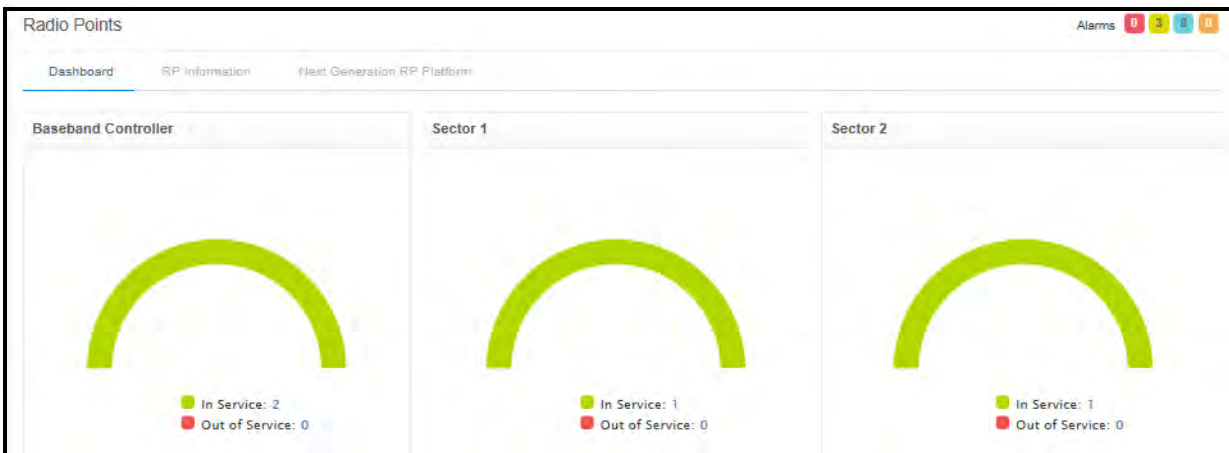 Radio Points
Alarms 0 3 0
Dashboard RP Information Next Generation RP Platform
Baseband Controller
In Service: 2
Out of Service: 0
Sector 1
In Service: 1
Out of Service: 0
Sector 2
In Service: 1
Out of Service: 0